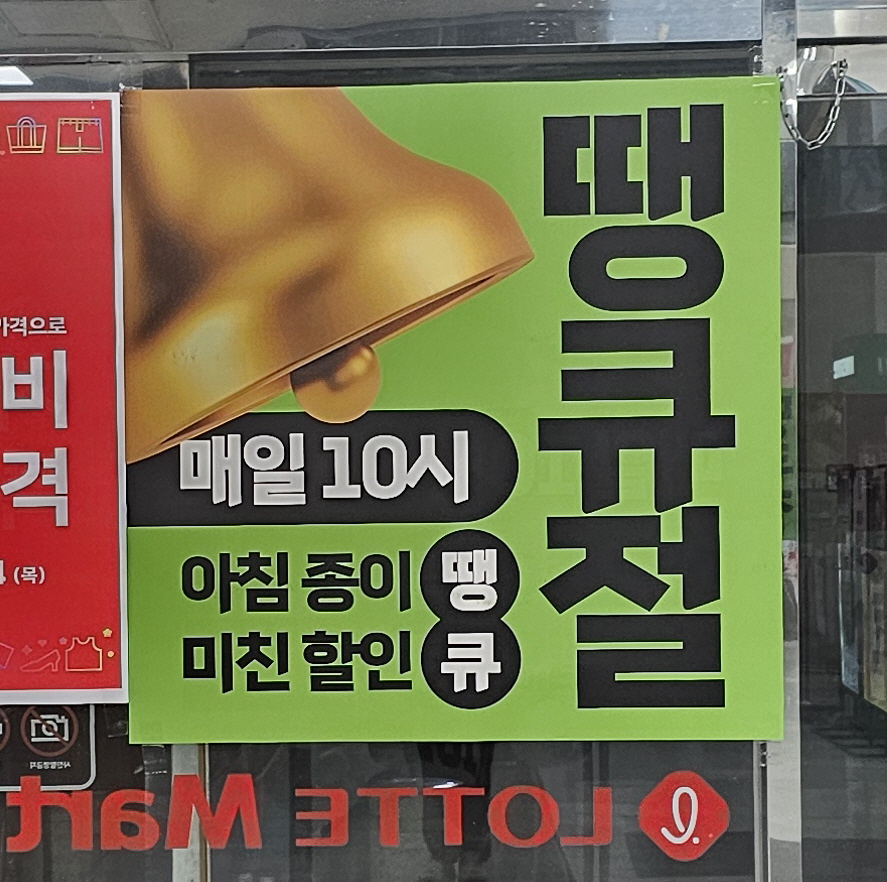 가격으로
비
격
(목)
땡큐절
매일 10시
아침 종이 땡
미친 할인 큐
LOTTE Mart